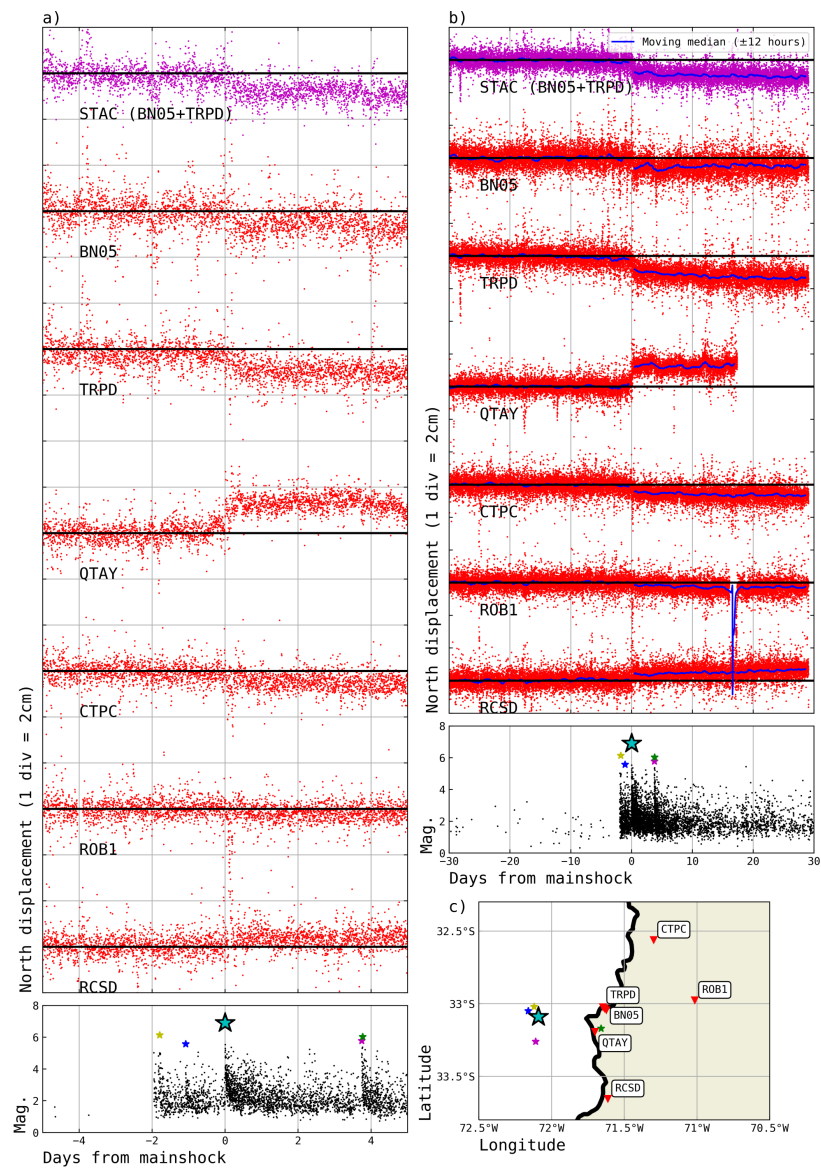 a)
STAC (BN05+TRPD)
BN05
TRPD
QTAY
CTPC
ROB1
RCSD
North displacement (1 div = 2cm)
8
6
4
2
0
Mag.
−4
−2
0
2
4
Days from mainshock
b)
Moving median (±12 hours)
STAC (BN05+TRPD)
BN05
TRPD
QTAY
CTPC
ROB1
RCSD
North displacement (1 div = 2cm)
8
6
4
2
0
Mag.
−30
−20
−10
0
10
20
30
Days from mainshock
c)
32.5°S
33°S
33.5°S
Latitude
CTPC
ROB1
TRPD
BN05
QTAY
RCSD
72.5°W
72°W
71.5°W
71°W
70.5°W
Longitude